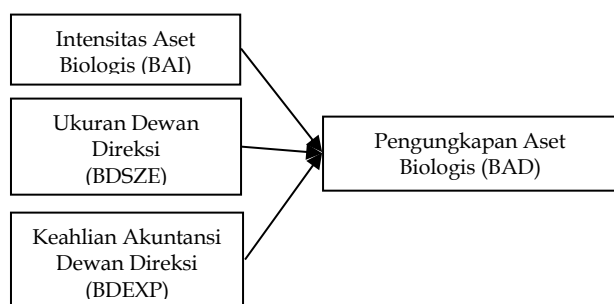 Intensitas Aset
Biologis (BAI)
Ukuran Dewan
Direksi
(BDSZE)
Keahlian Akuntansi
Dewan Direksi
(BDEXP)
Pengungkapan Aset
Biologis (BAD)